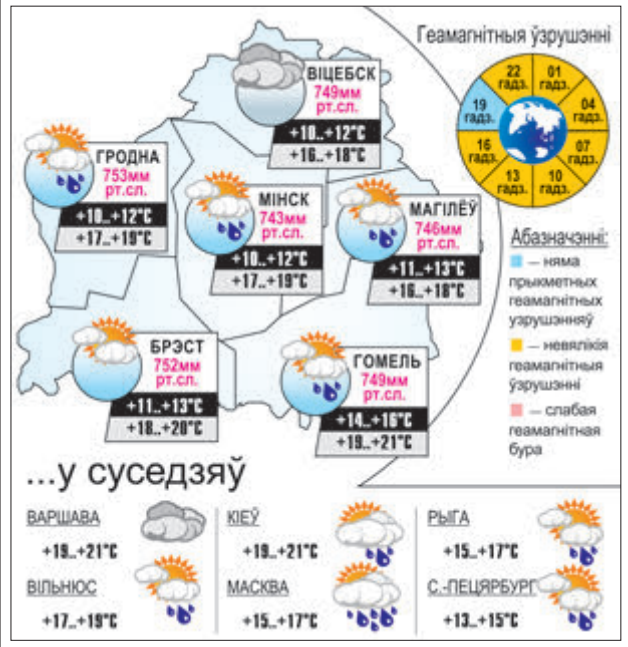 Геамагнітныя ўзрушэнні
22 гадз.
01 гадз.
04 гадз.
07 гадз.
10 гадз.
13 гадз.
16 гадз.
19 гадз.
ВІЦЕБСК
749мм
рт.сл.
+10..+12°C
+16..+18°C
ГРОДНА
753мм
рт.сл.
+10..+12°C
+17..+19°C
МІНСК
743мм
рт.сл.
+10..+12°C
+17..+19°C
МАГІЛЁЎ
746мм
рт.сл.
+11..+13°C
+16..+18°C
Абазначэнні:
— няма
прыкметных
геамагнітных
узрушэнняў
— невялікія
геамагнітныя
ўзрушэнні
— слабая
геамагнітная
бура
БРЭСТ
752мм
рт.сл.
+11..+13°C
+18..+20°C
ГОМЕЛЬ
749мм
рт.сл.
+14..+16°C
+19..+21°C
...у суседзяў
ВАРШАВА
+19..+21°C
КІЕЎ
+19..+21°C
РЫГА
+15..+17°C
ВІЛЬНЮС
+17..+19°C
МАСКВА
+15..+17°C
С.-ПЕЦЯРБУРГ
+13..+15°C